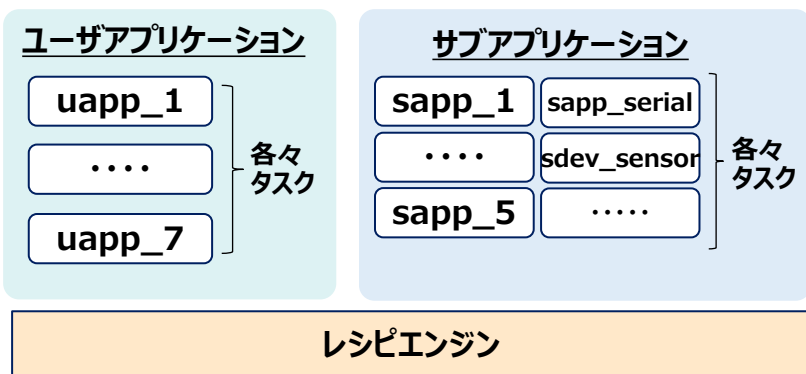 ユーザアプリケーション
uapp_1
････
uapp_7
各々
タスク
サブアプリケーション
sapp_1
････
sapp_5
sapp_serial
sdev_sensor
･････
各々
タスク
レシピエンジン